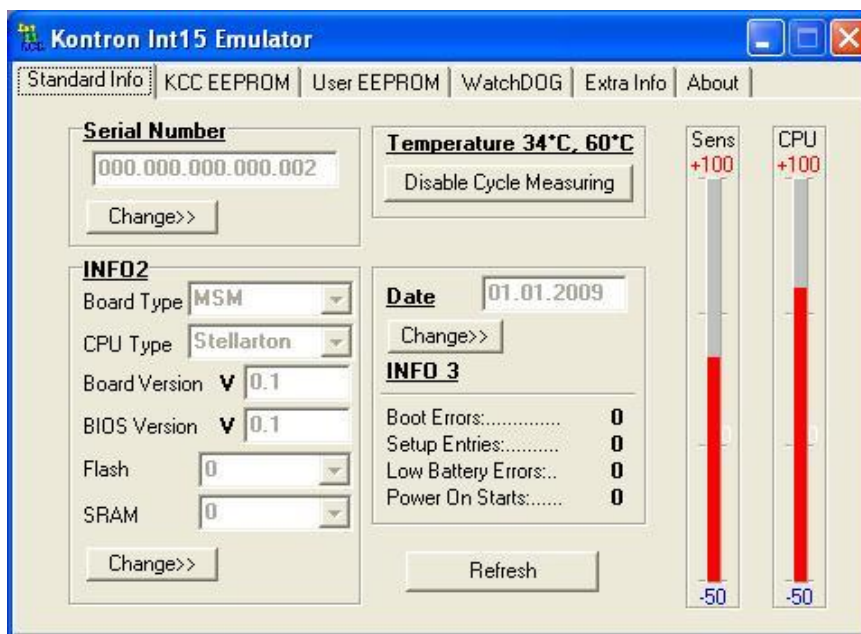 Kontron Int15 Emulator
Standard Info KCC EEPROM User EEPROM WatchDOG Extra Info About
Serial Number
000.000.000.000.002
Change>>
Temperature 34°C, 60°C
Disable Cycle Measuring
INFO2
Board Type MSM
CPU Type Stellarton
Board Version V 0.1
BIOS Version V 0.1
Flash 0
SRAM 0
Change>>
Date 01.01.2009
Change>>
INFO 3
Boot Errors:.............. 0
Setup Entries:.......... 0
Low Battery Errors:.. 0
Power On Starts:...... 0
Refresh
Sens
+100
-50
CPU
+100
-50